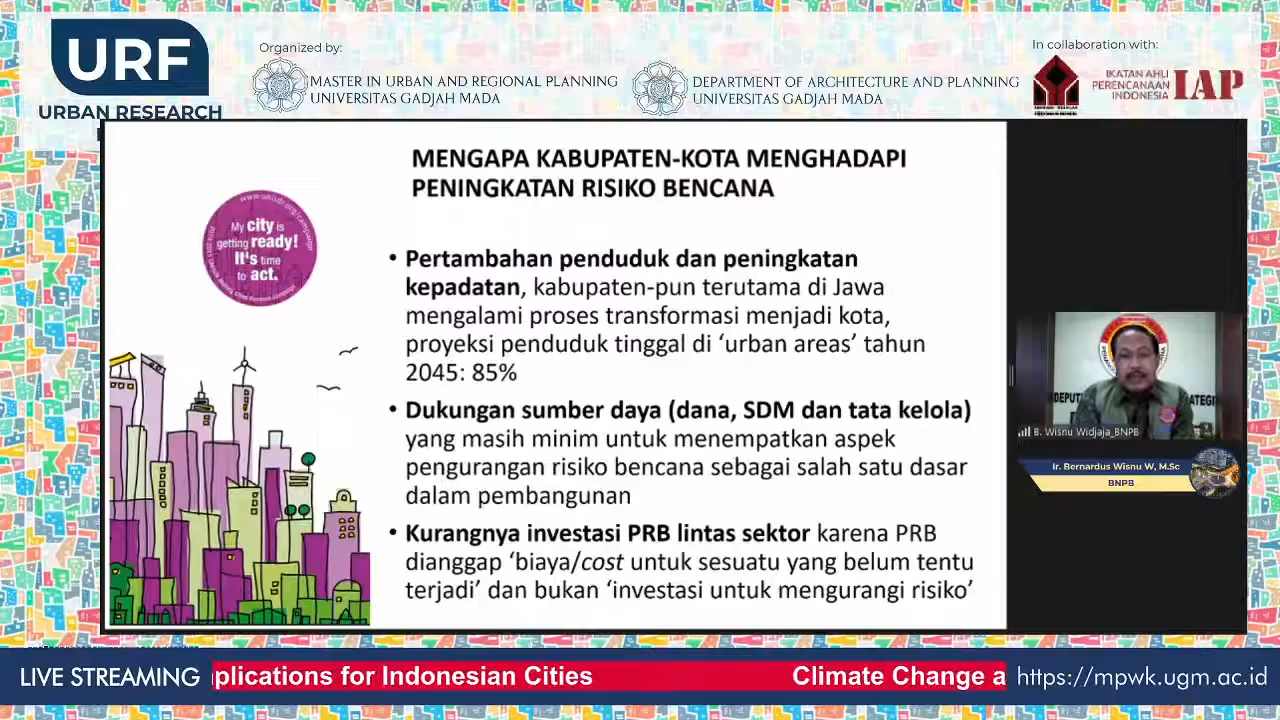 URF
URBAN RESEARCH
Organized by:
MASTER IN URBAN AND REGIONAL PLANNING
UNIVERSITAS GADJAH MADA
DEPARTMENT OF ARCHITECTURE AND PLANNING
UNIVERSITAS GADJAH MADA
In collaboration with:
IKATAN AHLI
PERENCANAAN
INDONESIA
IAP
MENGAPA KABUPATEN-KOTA MENGHADAPI
PENINGKATAN RISIKO BENCANA
www.unisdr.org/campaign
My city is
getting ready!
It's time
to act.
• Pertambahan penduduk dan peningkatan
kepadatan, kabupaten-pun terutama di Jawa
mengalami proses transformasi menjadi kota,
proyeksi penduduk tinggal di ‘urban areas’ tahun
2045: 85%
• Dukungan sumber daya (dana, SDM dan tata kelola)
yang masih minim untuk menempatkan aspek
pengurangan risiko bencana sebagai salah satu dasar
dalam pembangunan
• Kurangnya investasi PRB lintas sektor karena PRB
dianggap ‘biaya/cost untuk sesuatu yang belum tentu
terjadi’ dan bukan ‘investasi untuk mengurangi risiko’
B. Wisnu Widjaja_BNPB
Ir. Bernardus Wisnu W, M.Sc
BNPB
LIVE STREAMING
plications for Indonesian Cities
Climate Change a
https://mpwk.ugm.ac.id